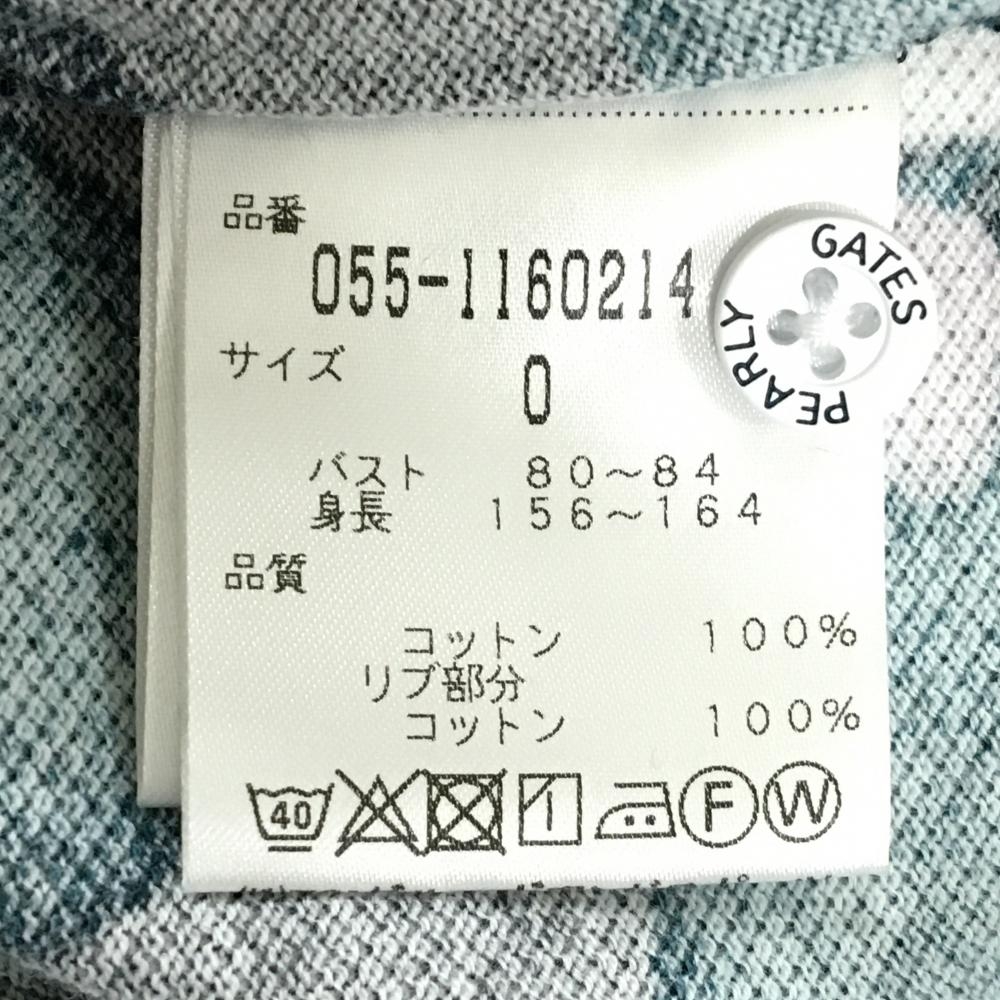 品番
055-1160214
サイズ
0
バスト 80～84
身長 156～164
品質
コットン 100%
リブ部分
コットン 100%
40 F W
PEARLY GATES